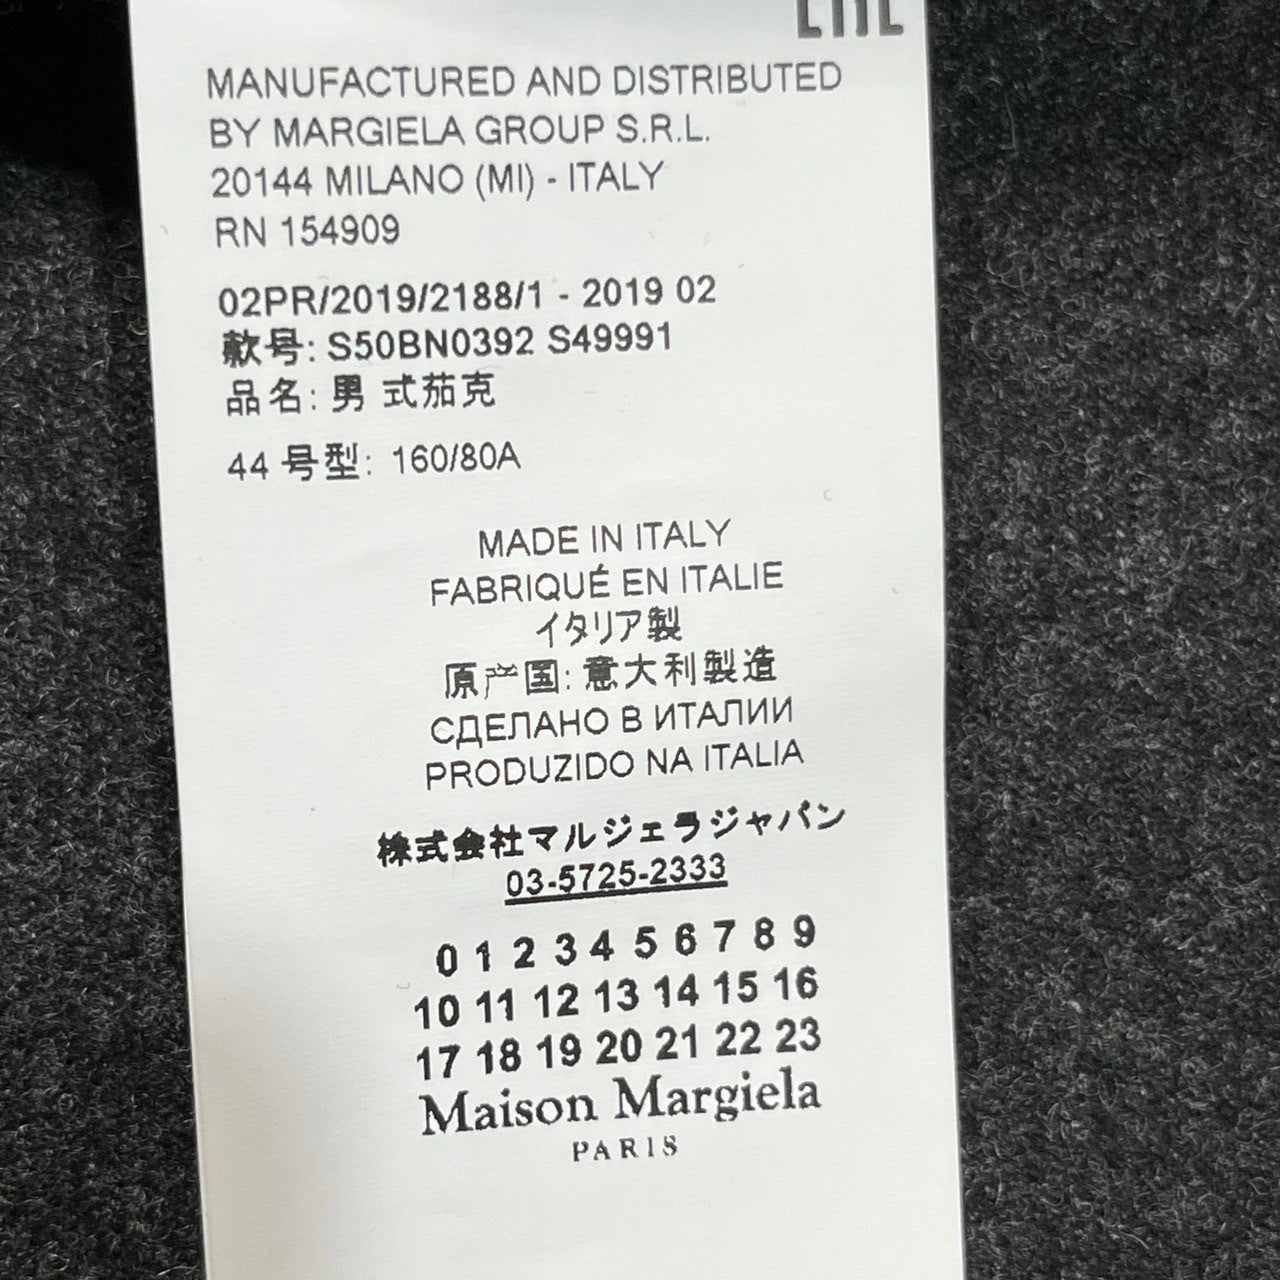 EAC
MANUFACTURED AND DISTRIBUTED
BY MARGIELA GROUP S.R.L.
20144 MILANO (MI) - ITALY
RN 154909
02PR/2019/2188/1 - 2019 02
款号: S50BN0392 S49991
品名: 男 式茄克
44 号型: 160/80A
MADE IN ITALY
FABRIQUÉ EN ITALIE
イタリア製
原产国: 意大利製造
СДЕЛАНО В ИТАЛИИ
PRODUZIDO NA ITALIA
株式会社マルジェラジャパン
03-5725-2333
0 1 2 3 4 5 6 7 8 9
10 11 12 13 14 15 16
17 18 19 20 21 22 23
Maison Margiela
PARIS